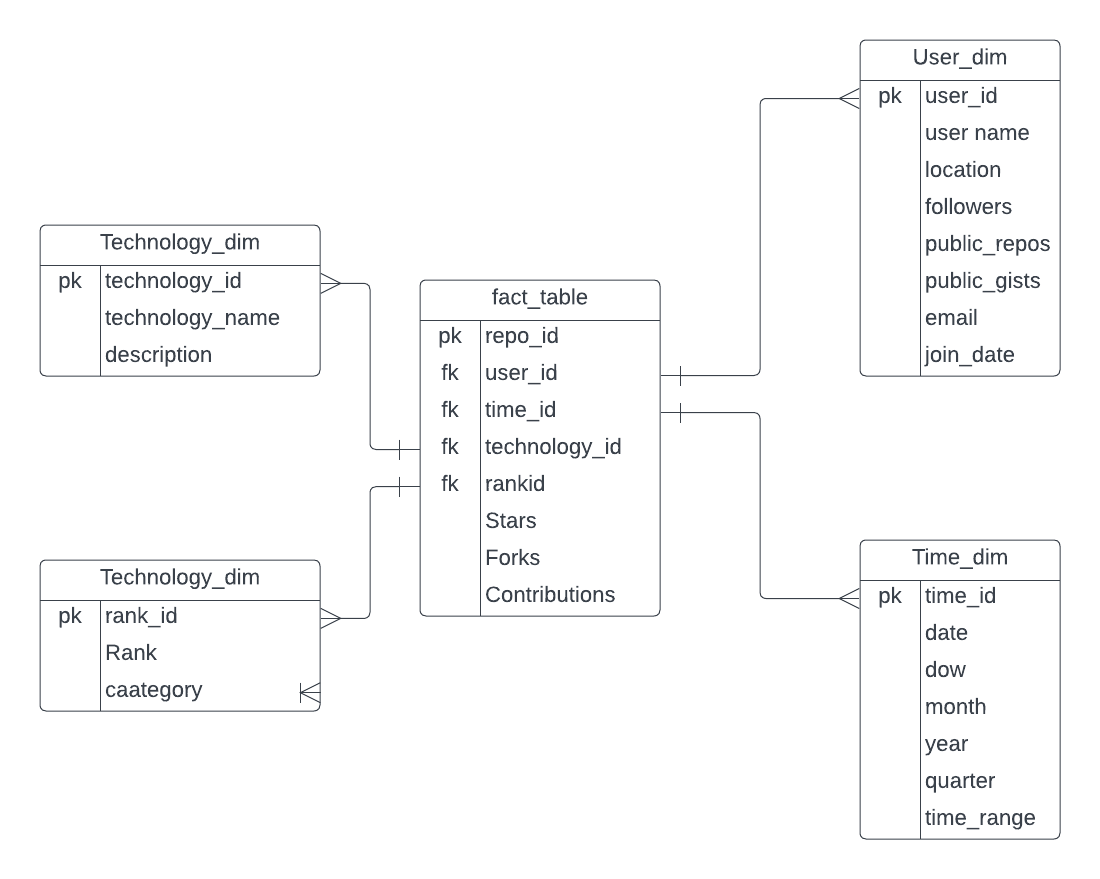 User_dim
pk user_id
user name
location
followers
public_repos
public_gists
email
join_date
Technology_dim
pk technology_id
technology_name
description
fact_table
pk repo_id
fk user_id
fk time_id
fk technology_id
fk rankid
Stars
Forks
Contributions
Technology_dim
pk rank_id
Rank
caategory
Time_dim
pk time_id
date
dow
month
year
quarter
time_range